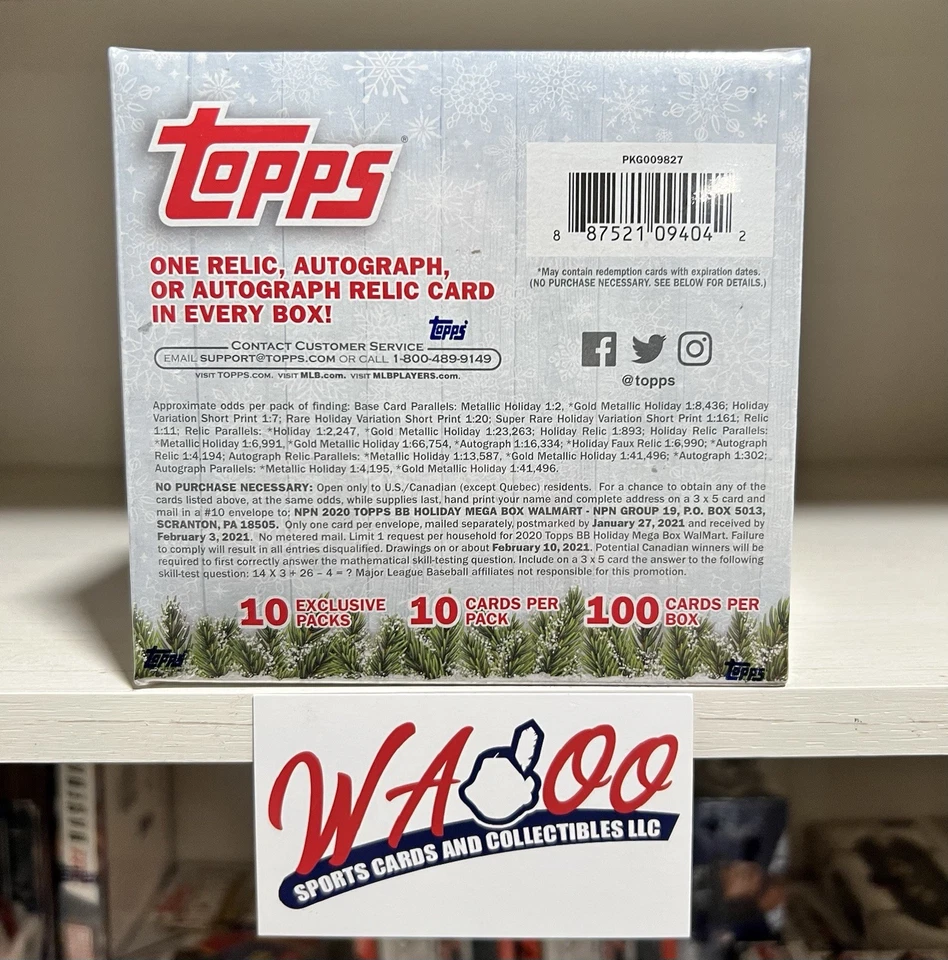 TOPPS®
PKG009827
8 87521 09404 2
*May contain redemption cards with expiration dates.
(NO PURCHASE NECESSARY. SEE BELOW FOR DETAILS.)
ONE RELIC, AUTOGRAPH,
OR AUTOGRAPH RELIC CARD
IN EVERY BOX!
TOPPS
CONTACT CUSTOMER SERVICE
EMAIL SUPPORT@TOPPS.COM OR CALL 1-800-489-9149
VISIT TOPPS.COM. VISIT MLB.com. VISIT MLBPLAYERS.com.
@topps
Approximate odds per pack of finding: Base Card Parallels: Metallic Holiday 1:2, *Gold Metallic Holiday 1:8,436; Holiday
Variation Short Print 1:7; Rare Holiday Variation Short Print 1:20; Super Rare Holiday Variation Short Print 1:161; Relic
1:11; Relic Parallels: *Holiday 1:2,247, *Gold Metallic Holiday 1:23,263; Holiday Relic 1:893; Holiday Relic Parallels:
*Metallic Holiday 1:6,991, *Gold Metallic Holiday 1:66,754, *Autograph 1:16,334; *Holiday Faux Relic 1:6,990; *Autograph
Relic 1:4,194; Autograph Relic Parallels: *Metallic Holiday 1:13,587, *Gold Metallic Holiday 1:41,496; *Autograph 1:302;
Autograph Parallels: *Metallic Holiday 1:4,195, *Gold Metallic Holiday 1:41,496.
NO PURCHASE NECESSARY: Open only to U.S./Canadian (except Quebec) residents. For a chance to obtain any of the
cards listed above, at the same odds, while supplies last, hand print your name and complete address on a 3 x 5 card and
mail in a #10 envelope to: NPN 2020 TOPPS BB HOLIDAY MEGA BOX WALMART - NPN GROUP 19, P.O. BOX 5013,
SCRANTON, PA 18505. Only one card per envelope, mailed separately, postmarked by January 27, 2021 and received by
February 3, 2021. No metered mail. Limit 1 request per household for 2020 Topps BB Holiday Mega Box WalMart. Failure
to comply will result in all entries disqualified. Drawings on or about February 10, 2021. Potential Canadian winners will be
required to first correctly answer the mathematical skill-testing question. Include on a 3 x 5 card the answer to the following
skill-test question: 14 X 3 + 26 – 4 = ? Major League Baseball affiliates not responsible for this promotion.
10 EXCLUSIVE PACKS 10 CARDS PER PACK 100 CARDS PER BOX
TOPPS TOPPS
WAHOO
SPORTS CARDS AND COLLECTIBLES LLC